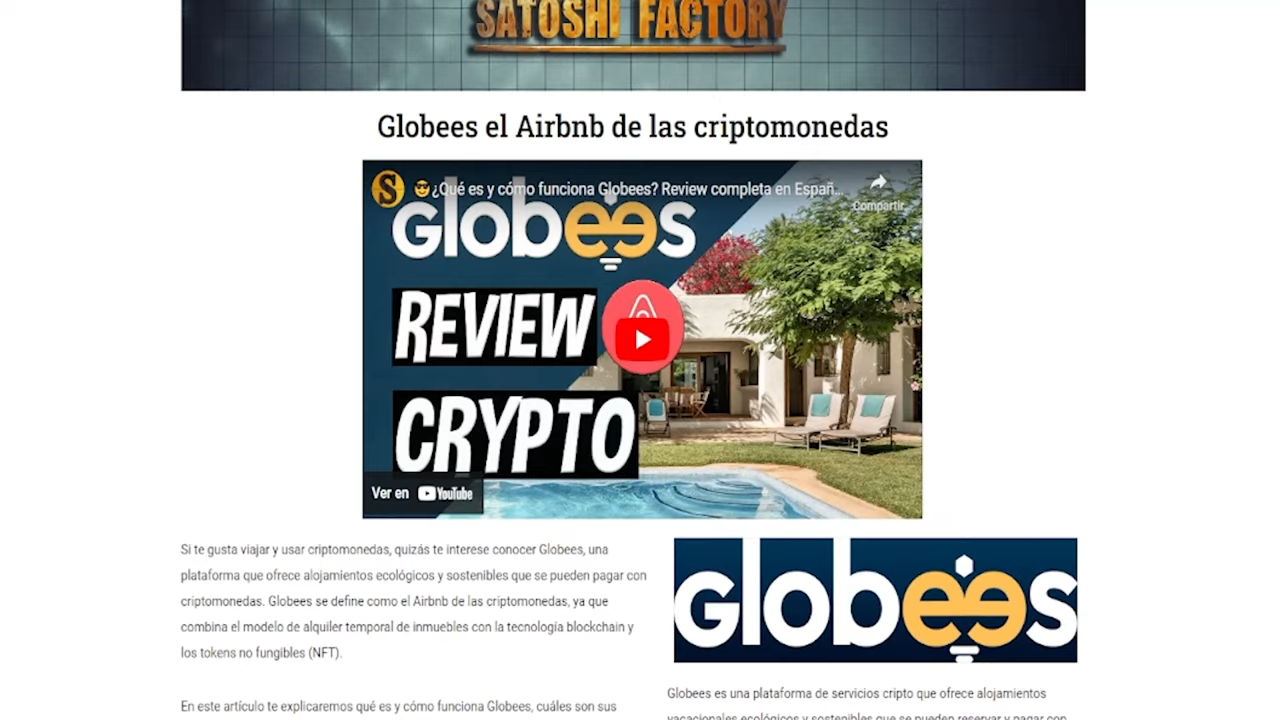 SATOSHI FACTORY
Globees el Airbnb de las criptomonedas
S
¿Qué es y cómo funciona Globees? Review completa en Españ...
Compartir
globees
REVIEW
CRYPTO
Ver en YouTube
Si te gusta viajar y usar criptomonedas, quizás te interese conocer Globees, una
plataforma que ofrece alojamientos ecológicos y sostenibles que se pueden pagar con
criptomonedas. Globees se define como el Airbnb de las criptomonedas, ya que
combina el modelo de alquiler temporal de inmuebles con la tecnología blockchain y
los tokens no fungibles (NFT).
En este artículo te explicaremos qué es y cómo funciona Globees, cuáles son sus
globees
Globees es una plataforma de servicios cripto que ofrece alojamientos
vacacionales ecológicos y sostenibles que se pueden reservar y pagar con